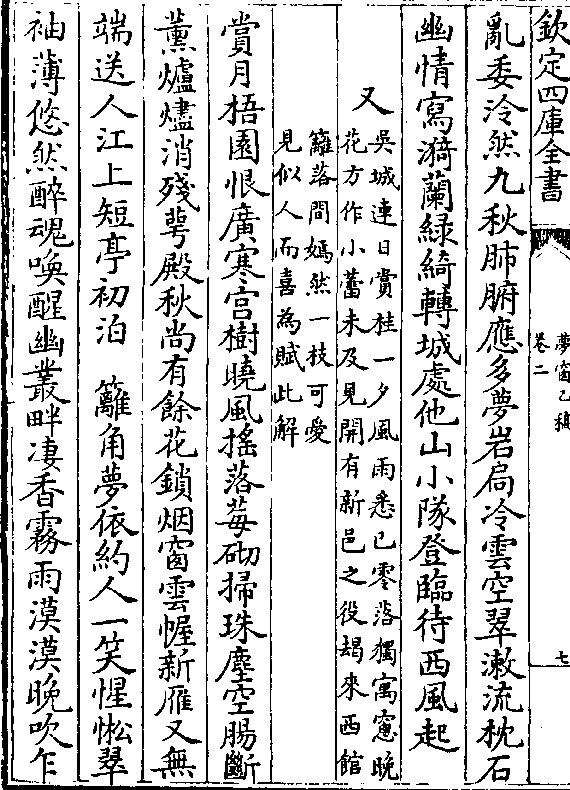 欽定四庫全書
夢窗乙稿
卷二
七
亂委泠然九秋肺腑應多夢岩扃冷雲空翠漱流枕石
幽情寫漪蘭綠綺轉城處他山小隊登臨待西風起
又
吳城連日賞桂一夕風雨悉已零落獨寓窻晚
花方作小蕾未及見開有新邑之役朅來西館
籬落間嫣然一枝可愛
見似人而喜為賦此解
賞月梧園恨廣寒宫樹曉風搖落莓砌掃珠塵空腸斷
薰爐燼消殘萼殿秋尚有餘花鎖烟窗雲幄新雁又無
端送人江上短亭初泊　籬角夢依約人一笑惺忪翠
袖薄悠然醉魂喚醒幽叢畔凄香霧雨漠漠晚吹乍